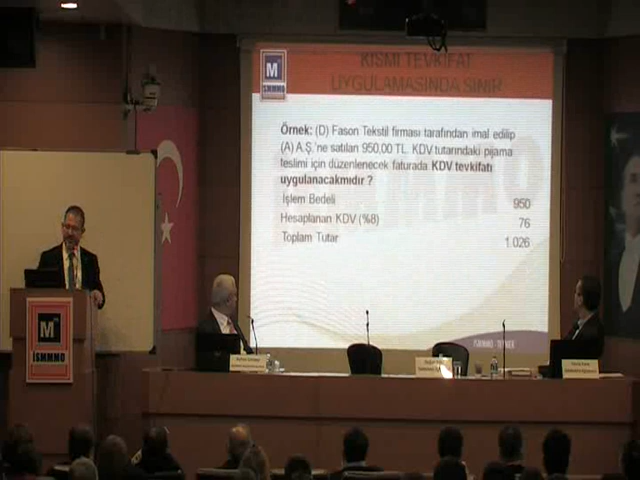 KISMİ TEVKİFAT
UYGULAMASINDA SINIR
M
İSMMMO
Örnek: (D) Fason Tekstil firması tarafından imal edilip
(A) A.Ş.'ne satılan 950,00 TL. KDV tutarındaki pijama
teslimi için düzenlenecek faturada KDV tevkifatı
uygulanacakmıdır ?
İşlem Bedeli 950
Hesaplanan KDV (%8) 76
Toplam Tutar 1.026
M
İSMMMO